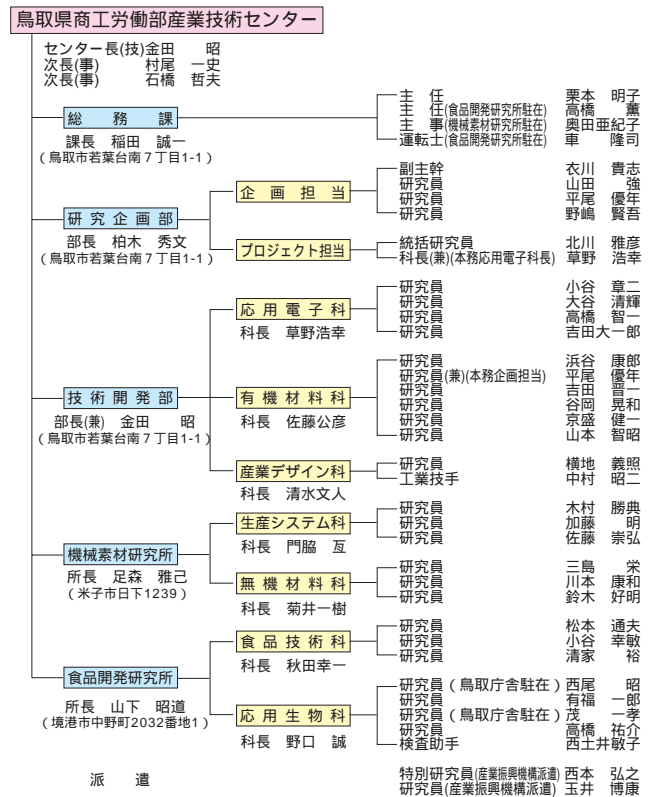 鳥取県商工労働部産業技術センター
センター長(技)金田 昭
次長(事) 村尾 一史
次長(事) 石橋 哲夫
総務課
課長 稲田 誠一
(鳥取市若葉台南７丁目1-1)
主 任 栗本 明子
主 任(食品開発研究所駐在) 高橋 薫
主 事(機械素材研究所駐在) 奥田亜紀子
運転士(食品開発研究所駐在) 車 隆司
研究企画部
部長 柏木 秀文
(鳥取市若葉台南７丁目1-1)
企画担当
副主幹 衣川 貴志
研究員 山田 強
研究員 平尾 優年
研究員 野嶋 賢吾
プロジェクト担当
統括研究員 北川 雅彦
科長(兼)(本務応用電子科長) 草野 浩幸
技術開発部
部長(兼) 金田 昭
(鳥取市若葉台南７丁目1-1)
応用電子科
科長 草野浩幸
研究員 小谷 章二
研究員 大谷 清輝
研究員 高橋 智一
研究員 吉田大一郎
有機材料科
科長 佐藤公彦
研究員 浜谷 康郎
研究員(兼)(本務企画担当) 平尾 優年
研究員 吉田 晋一
研究員 谷岡 晃和
研究員 京盛 健一
研究員 山本 智昭
産業デザイン科
科長 清水文人
研究員 横地 義照
工業技手 中村 昭二
機械素材研究所
所長 足森 雅己
(米子市日下1239)
生産システム科
科長 門脇 亙
研究員 木村 勝典
研究員 加藤 明
研究員 佐藤 崇弘
無機材料科
科長 菊井一樹
研究員 三島 栄
研究員 川本 康和
研究員 鈴木 好明
食品開発研究所
所長 山下 昭道
(境港市中野町2032番地1)
食品技術科
科長 秋田幸一
研究員 松本 通夫
研究員 小谷 幸敏
研究員 清家 裕
応用生物科
科長 野口 誠
研究員(鳥取庁舎駐在) 西尾 昭
研究員 有福 一郎
研究員(鳥取庁舎駐在) 茂 一孝
研究員 高橋 祐介
検査助手 西土井敏子
派 遣
特別研究員(産業振興機構派遣) 西本 弘之
研究員(産業振興機構派遣) 玉井 博康